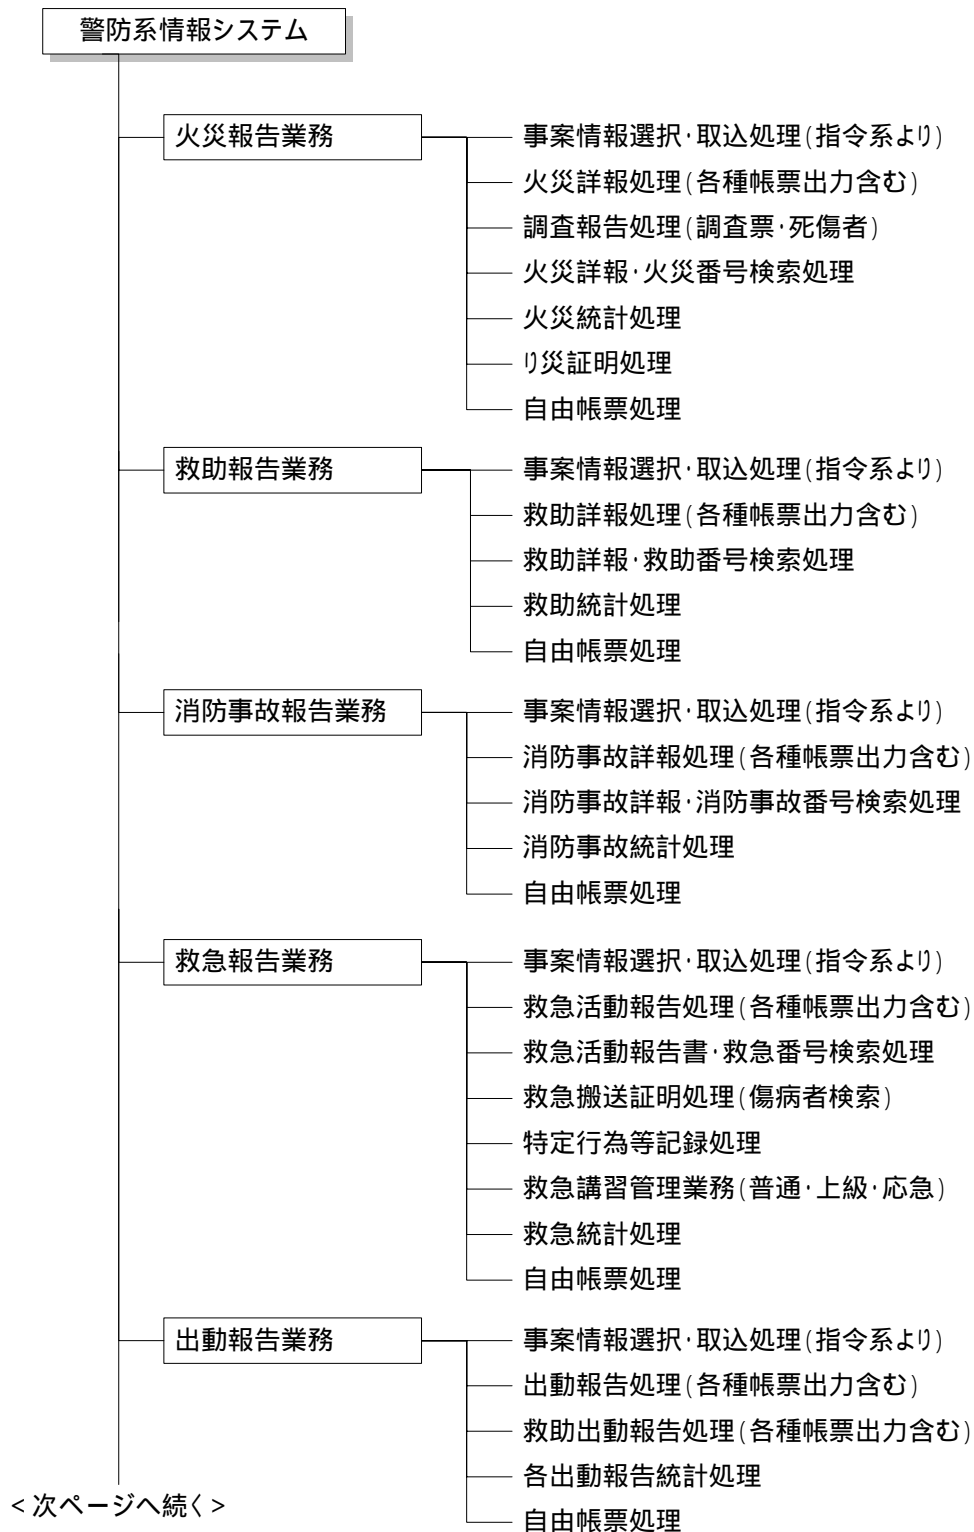 警防系情報システム
火災報告業務
事案情報選択・取込処理(指令系より)
火災詳報処理(各種帳票出力含む)
調査報告処理(調査票・死傷者)
火災詳報・火災番号検索処理
火災統計処理
り災証明処理
自由帳票処理
救助報告業務
事案情報選択・取込処理(指令系より)
救助詳報処理(各種帳票出力含む)
救助詳報・救助番号検索処理
救助統計処理
自由帳票処理
消防事故報告業務
事案情報選択・取込処理(指令系より)
消防事故詳報処理(各種帳票出力含む)
消防事故詳報・消防事故番号検索処理
消防事故統計処理
自由帳票処理
救急報告業務
事案情報選択・取込処理(指令系より)
救急活動報告処理(各種帳票出力含む)
救急活動報告書・救急番号検索処理
救急搬送証明処理(傷病者検索)
特定行為等記録処理
救急講習管理業務(普通・上級・応急)
救急統計処理
自由帳票処理
出動報告業務
事案情報選択・取込処理(指令系より)
出動報告処理(各種帳票出力含む)
救助出動報告処理(各種帳票出力含む)
各出動報告統計処理
自由帳票処理
<次ページへ続く>